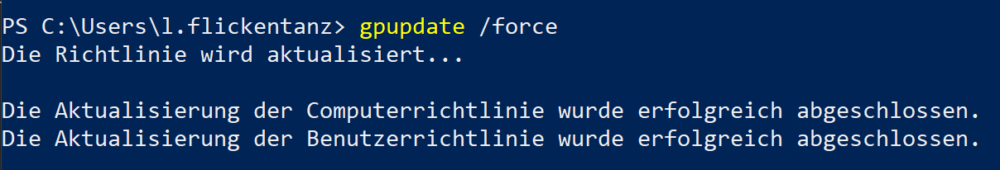 PS C:\Users\l.flickentanz> gpupdate /force
Die Richtlinie wird aktualisiert...
Die Aktualisierung der Computerrichtlinie wurde erfolgreich abgeschlossen.
Die Aktualisierung der Benutzerrichtlinie wurde erfolgreich abgeschlossen.